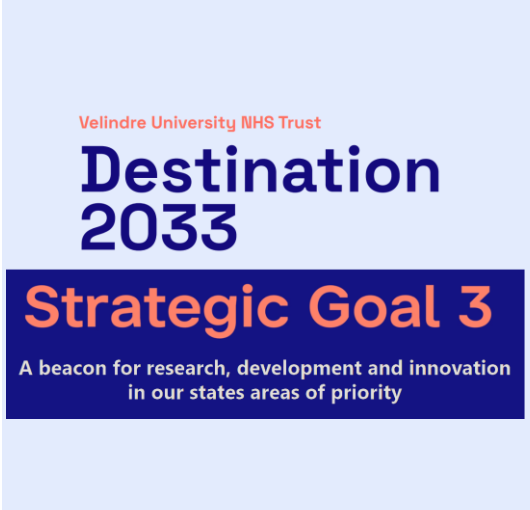 Velindre University NHS Trust
Destination
2033
Strategic Goal 3
A beacon for research, development and innovation
in our states areas of priority